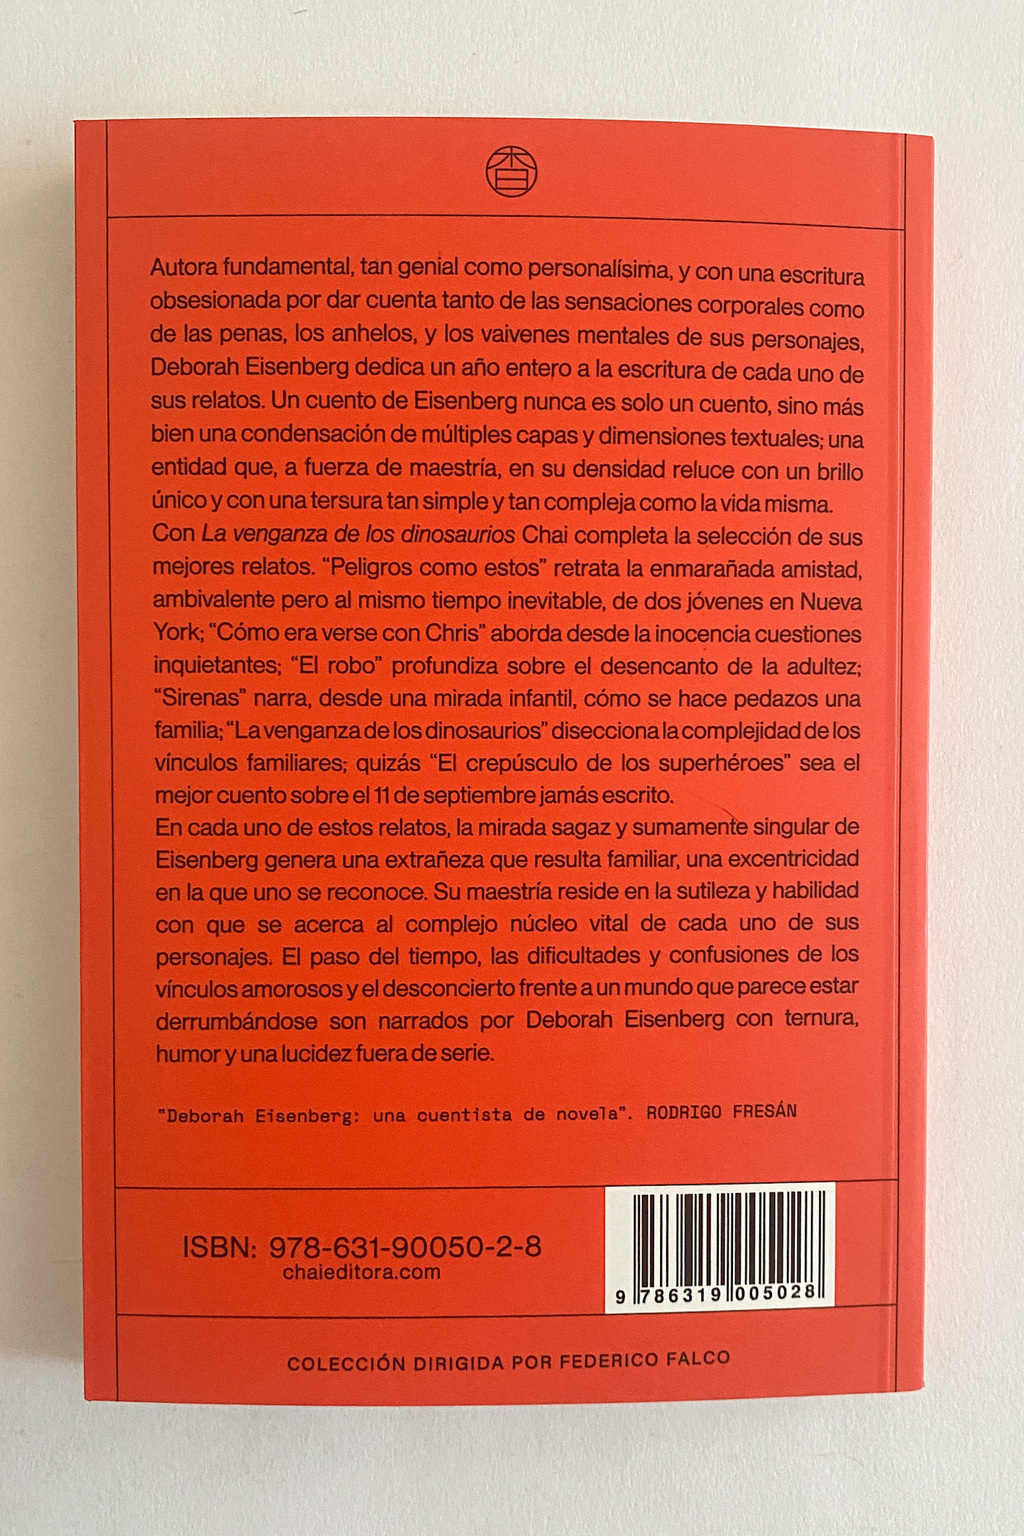 Autora fundamental, tan genial como personalísima, y con una escritura
obsesionada por dar cuenta tanto de las sensaciones corporales como
de las penas, los anhelos, y los vaivenes mentales de sus personajes,
Deborah Eisenberg dedica un año entero a la escritura de cada uno de
sus relatos. Un cuento de Eisenberg nunca es solo un cuento, sino más
bien una condensación de múltiples capas y dimensiones textuales; una
entidad que, a fuerza de maestría, en su densidad reluce con un brillo
único y con una tersura tan simple y tan compleja como la vida misma.
Con La venganza de los dinosaurios Chai completa la selección de sus
mejores relatos. “Peligros como estos” retrata la enmarañada amistad,
ambivalente pero al mismo tiempo inevitable, de dos jóvenes en Nueva
York; “Cómo era verse con Chris” aborda desde la inocencia cuestiones
inquietantes; “El robo” profundiza sobre el desencanto de la adultez;
“Sirenas” narra, desde una mirada infantil, cómo se hace pedazos una
familia; “La venganza de los dinosaurios” disecciona la complejidad de los
vínculos familiares; quizás “El crepúsculo de los superhéroes” sea el
mejor cuento sobre el 11 de septiembre jamás escrito.
En cada uno de estos relatos, la mirada sagaz y sumamente singular de
Eisenberg genera una extrañeza que resulta familiar, una excentricidad
en la que uno se reconoce. Su maestría reside en la sutileza y habilidad
con que se acerca al complejo núcleo vital de cada uno de sus
personajes. El paso del tiempo, las dificultades y confusiones de los
vínculos amorosos y el desconcierto frente a un mundo que parece estar
derrumbándose son narrados por Deborah Eisenberg con ternura,
humor y una lucidez fuera de serie.
"Deborah Eisenberg: una cuentista de novela". RODRIGO FRESÁN
ISBN: 978-631-90050-2-8
chaieditora.com
9 786319 005028
COLECCIÓN DIRIGIDA POR FEDERICO FALCO